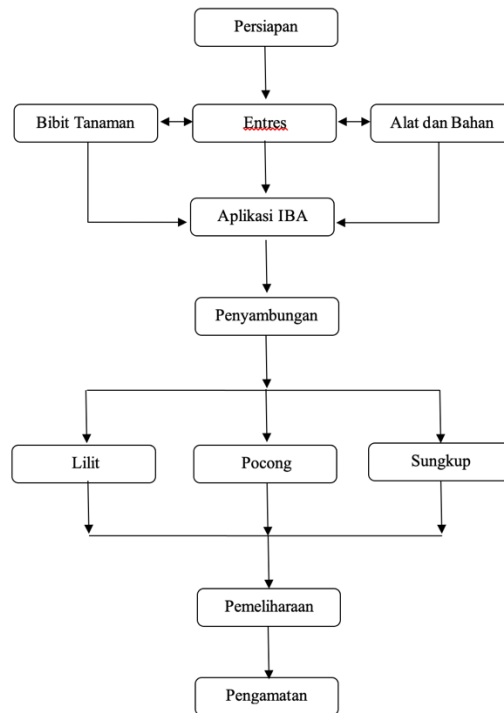 Persiapan
Bibit Tanaman
Entres
Alat dan Bahan
Aplikasi IBA
Penyambungan
Lilit
Pocong
Sungkup
Pemeliharaan
Pengamatan